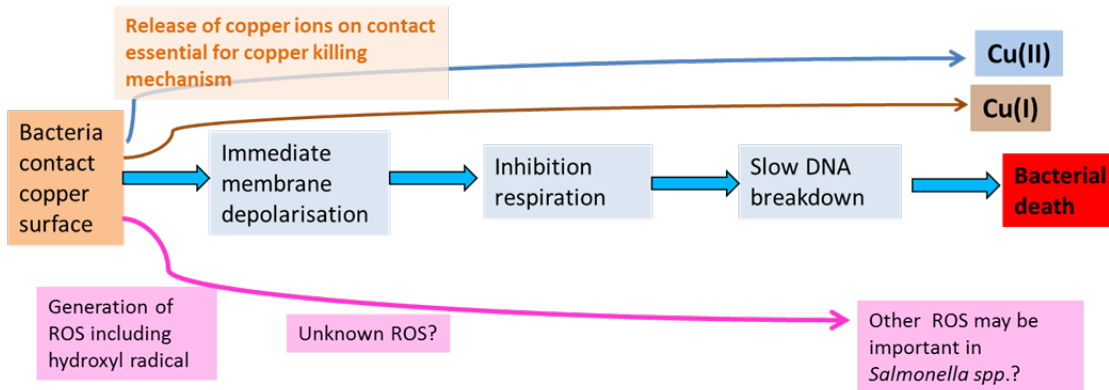 Release of copper ions on contact
essential for copper killing
mechanism
Cu(II)
Cu(I)
Bacteria
contact
copper
surface
Immediate
membrane
depolarisation
Inhibition
respiration
Slow DNA
breakdown
Bacterial
death
Generation of
ROS including
hydroxyl radical
Unknown ROS?
Other ROS may be
important in
Salmonella spp.?